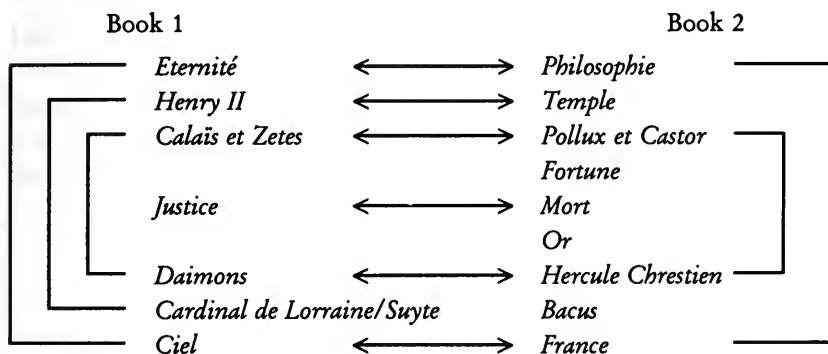 Book 1 Book 2
Eternité Philosophie
Henry II Temple
Calaïs et Zetes Pollux et Castor
Fortune
Justice Mort
Or
Daimons Hercule Chrestien
Cardinal de Lorraine/Suyte Bacus
Ciel France